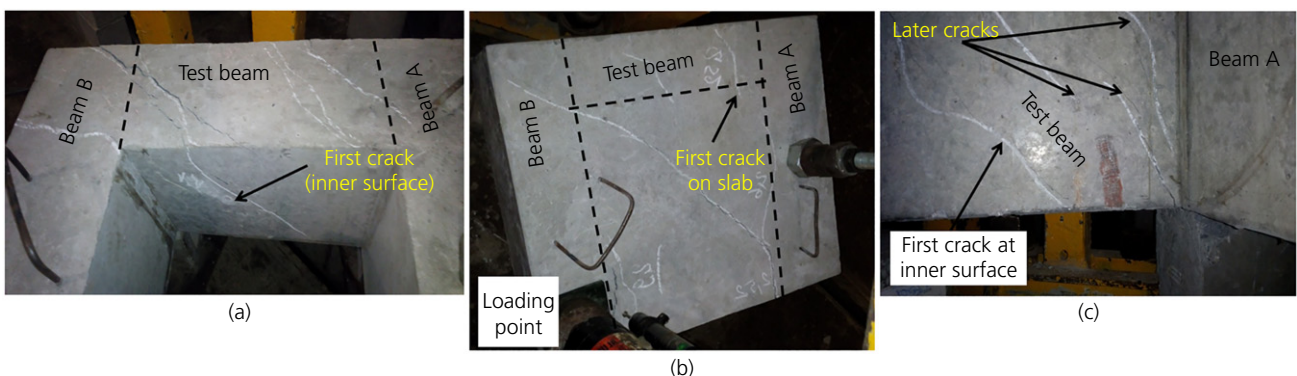 Beam B
Test beam
Beam A
First crack
(inner surface)
(a)
Beam B
Test beam
Beam A
First crack
on slab
Loading
point
(b)
Later cracks
Test beam
Beam A
First crack at
inner surface
(c)